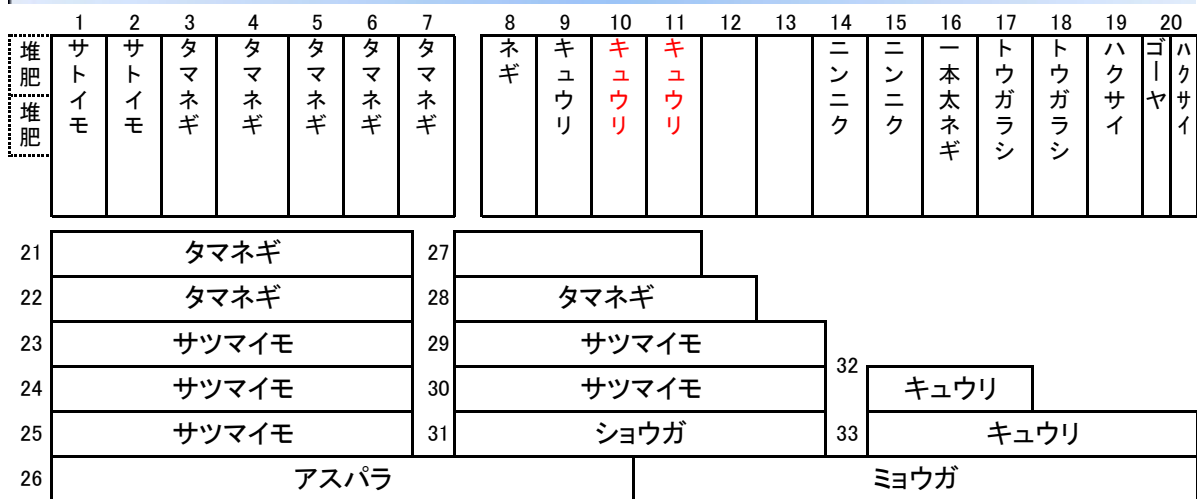 1 2 3 4 5 6 7 8 9 10 11 12 13 14 15 16 17 18 19 20
堆肥
堆肥
サトイモ
サトイモ
タマネギ
タマネギ
タマネギ
タマネギ
タマネギ
ネギ
キュウリ
キュウリ
キュウリ
ニンニク
ニンニク
一本太ネギ
トウガラシ
トウガラシ
ハクサイ
ゴーヤ
ハクサイ
21 タマネギ 27
22 タマネギ 28 タマネギ
23 サツマイモ 29 サツマイモ
32
24 サツマイモ 30 サツマイモ キュウリ
25 サツマイモ 31 ショウガ 33 キュウリ
26 アスパラ ミョウガ